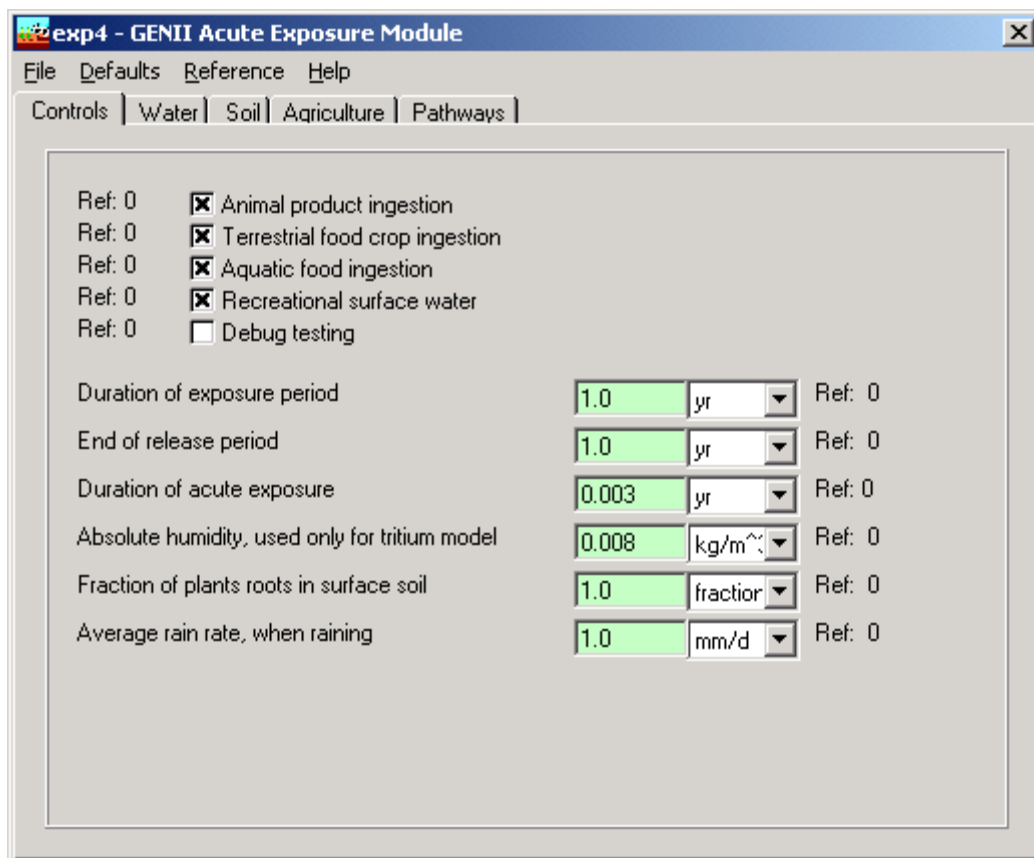 exp4 - GENII Acute Exposure Module
File Defaults Reference Help
Controls Water Soil Agriculture Pathways
Ref: 0 Animal product ingestion
Ref: 0 Terrestrial food crop ingestion
Ref: 0 Aquatic food ingestion
Ref: 0 Recreational surface water
Ref: 0 Debug testing
Duration of exposure period 1.0 yr Ref: 0
End of release period 1.0 yr Ref: 0
Duration of acute exposure 0.003 yr Ref: 0
Absolute humidity, used only for tritium model 0.008 kg/m^ Ref: 0
Fraction of plants roots in surface soil 1.0 fraction Ref: 0
Average rain rate, when raining 1.0 mm/d Ref: 0